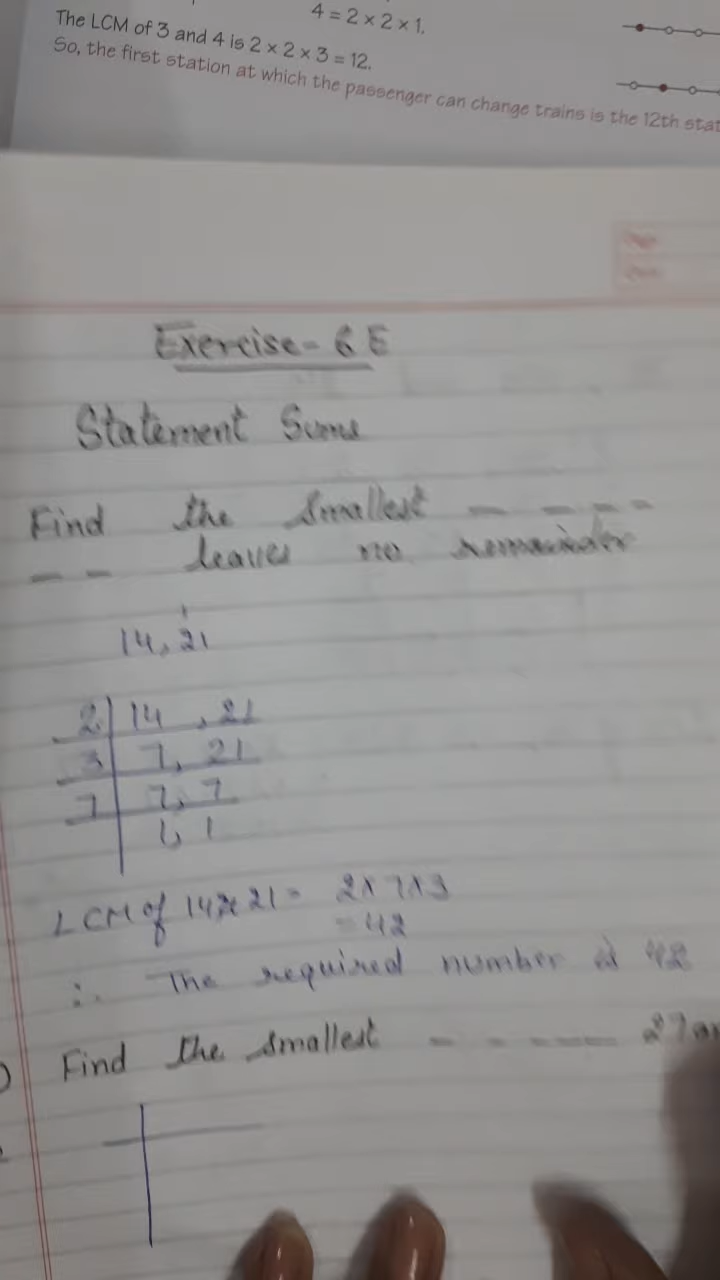 4 = 2 × 2 × 1.
The LCM of 3 and 4 is 2 × 2 × 3 = 12.
So, the first station at which the passenger can change trains is the 12th stat
Exercise - 6 E
Statement Sums
Find the smallest _ _ _ _
_ _ leaves no remainder
14, 21
2 | 14 , 21
3 | 7, 21
7 | 7, 7
1, 1
LCM of 14 & 21 = 2 x 7 x 3
= 42
∴ The required number is 42
Find the smallest _ _ ___ 27 an